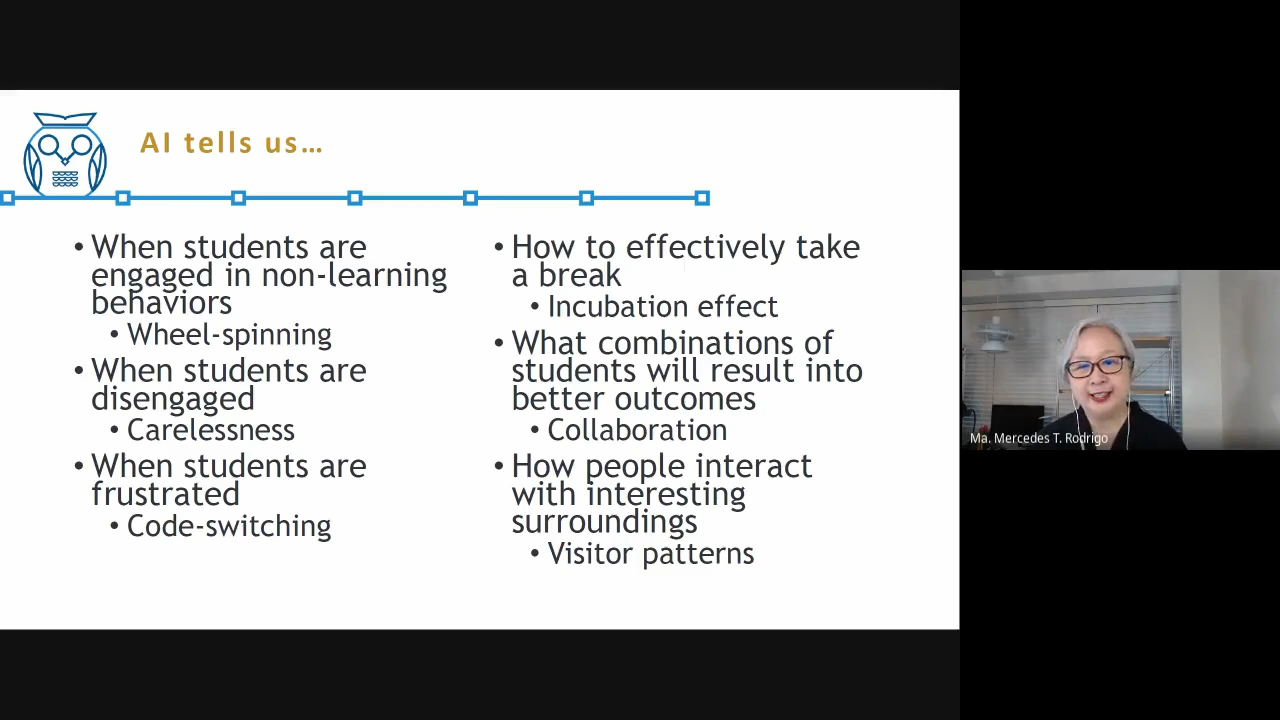 AI tells us…
• When students are
engaged in non-learning
behaviors
• Wheel-spinning
• When students are
disengaged
• Carelessness
• When students are
frustrated
• Code-switching
• How to effectively take
a break
• Incubation effect
• What combinations of
students will result into
better outcomes
• Collaboration
• How people interact
with interesting
surroundings
• Visitor patterns
Ma. Mercedes T. Rodrigo